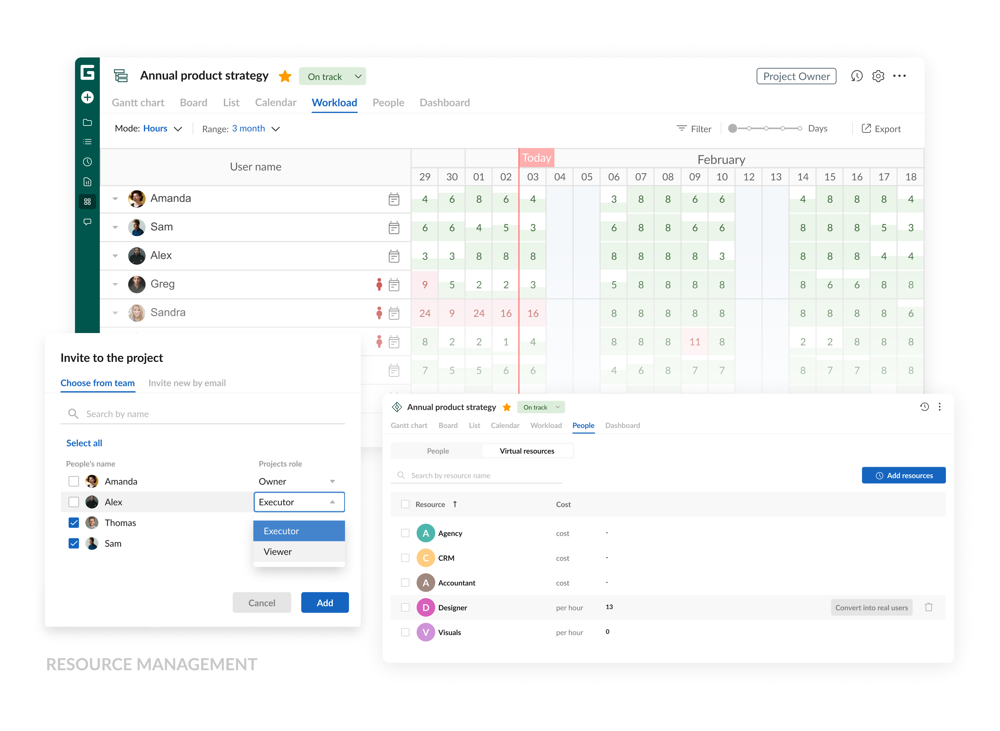 G
Annual product strategy On track Project Owner
Gantt chart Board List Calendar Workload People Dashboard
Mode: Hours Range: 3 month Filter Days Export
User name Today February
29 30 01 02 03 04 05 06 07 08 09 10 12 13 14 15 16 17 18
Amanda 4 6 8 6 4 3 8 8 6 6 4 8 8 8 4
Sam 6 6 4 5 3 6 8 8 6 6 8 8 8 5 3
Alex 3 3 8 8 8 8 8 8 8 3 8 8 8 4 4
Greg 9 5 2 2 3 5 8 8 8 8 8 6 6 8 8
Sandra 24 9 24 16 16 8 8 8 8 8 8 8 8 8 6
8 2 2 1 4 8 8 8 11 8 2 2 8 8 8
7 5 5 6 6 4 6 8 7 7 8 7 7 8 8
Invite to the project
Choose from team Invite new by email
Search by name
Select all
People's name Projects role
Amanda Owner
Alex Executor
Thomas
Sam
Executor
Viewer
Cancel Add
Annual product strategy On track
Gantt chart Board List Calendar Workload People Dashboard
People Virtual resources
Search by resource name Add resources
Resource ↑ Cost
A Agency cost -
C CRM cost -
A Accountant cost -
D Designer per hour 13 Convert into real users
V Visuals per hour 0
RESOURCE MANAGEMENT